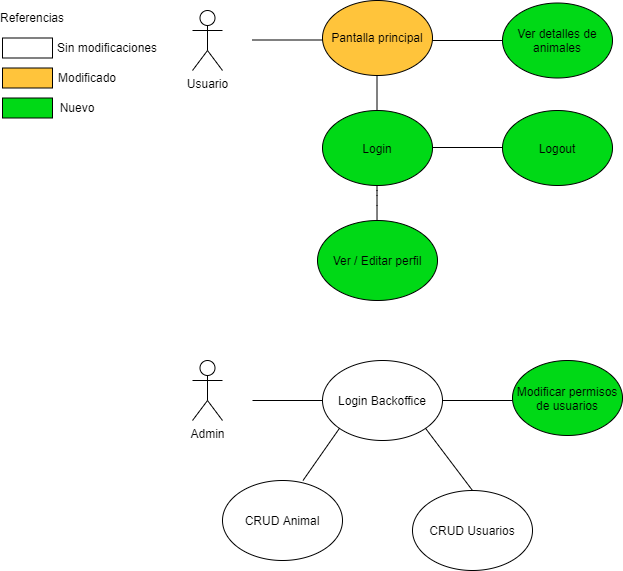 Referencias
Sin modificaciones
Modificado
Nuevo
Usuario
Pantalla principal
Ver detalles de
animales
Login
Logout
Ver / Editar perfil
Admin
Login Backoffice
Modificar permisos
de usuarios
CRUD Animal
CRUD Usuarios